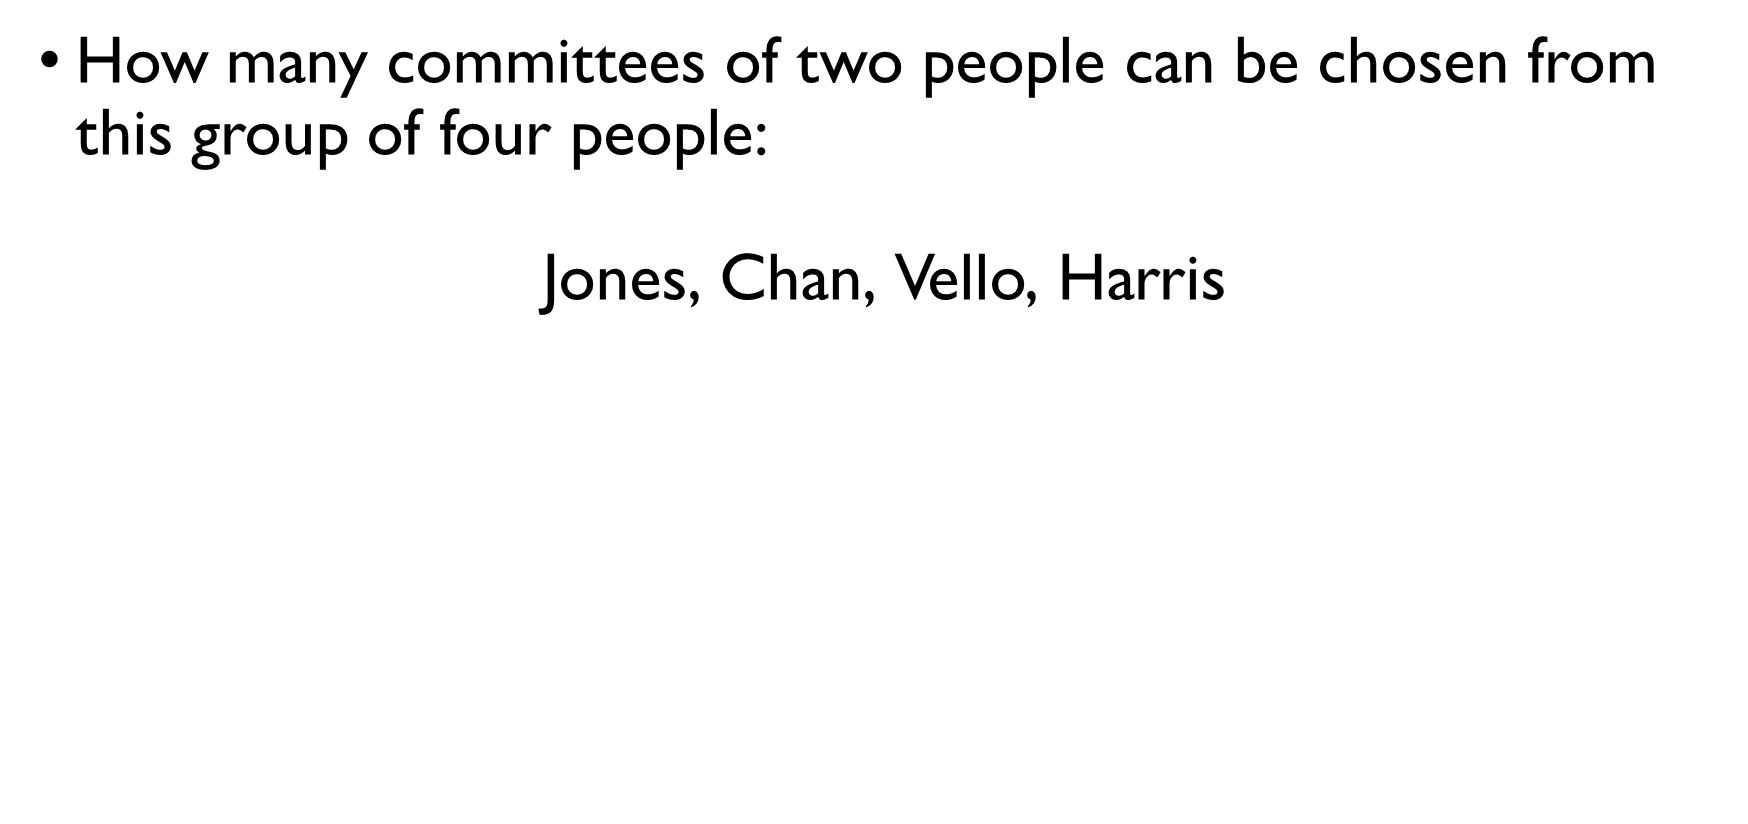 • How many committees of two people can be chosen from
this group of four people:
Jones, Chan, Vello, Harris